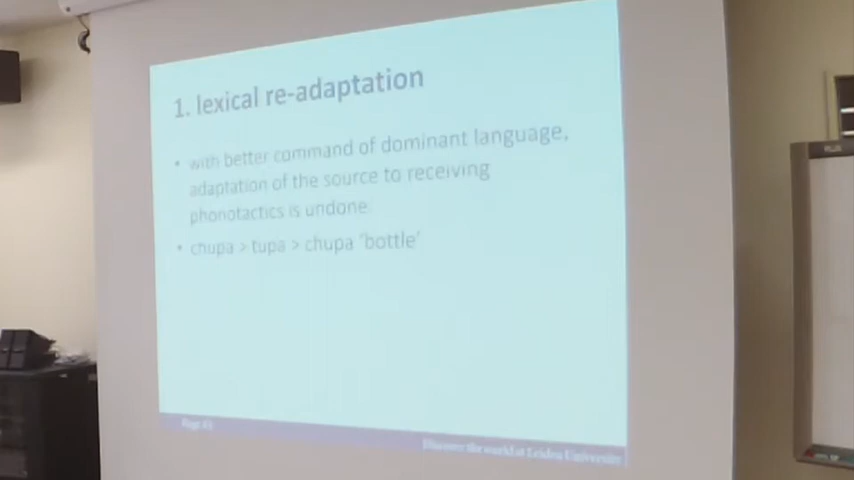 1. lexical re-adaptation
• with better command of dominant language,
adaptation of the source to receiving
phonotactics is undone.
• chupa > tupa > chupa 'bottle'
Discover the world at Leiden University
PLUS